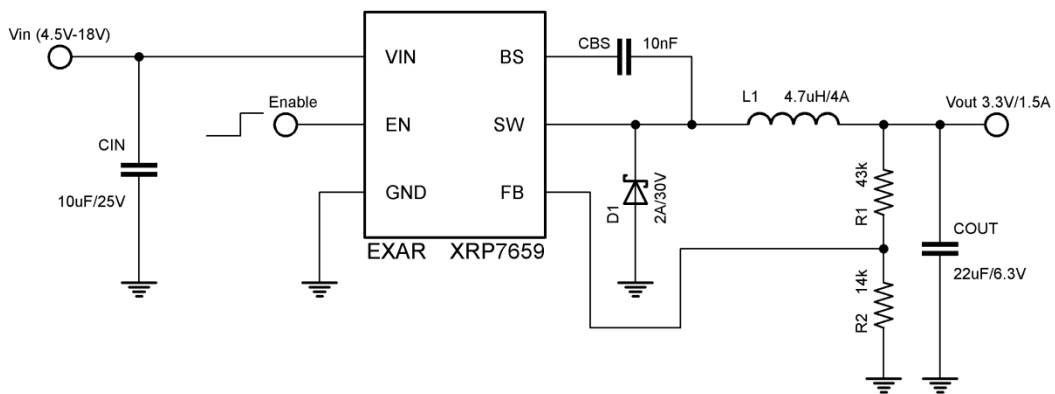 Vin (4.5V-18V)
VIN
BS
CBS
10nF
Enable
EN
SW
L1
4.7uH/4A
Vout 3.3V/1.5A
CIN
10uF/25V
GND
FB
D1
2A/30V
43k
R1
COUT
22uF/6.3V
14k
R2
EXAR XRP7659